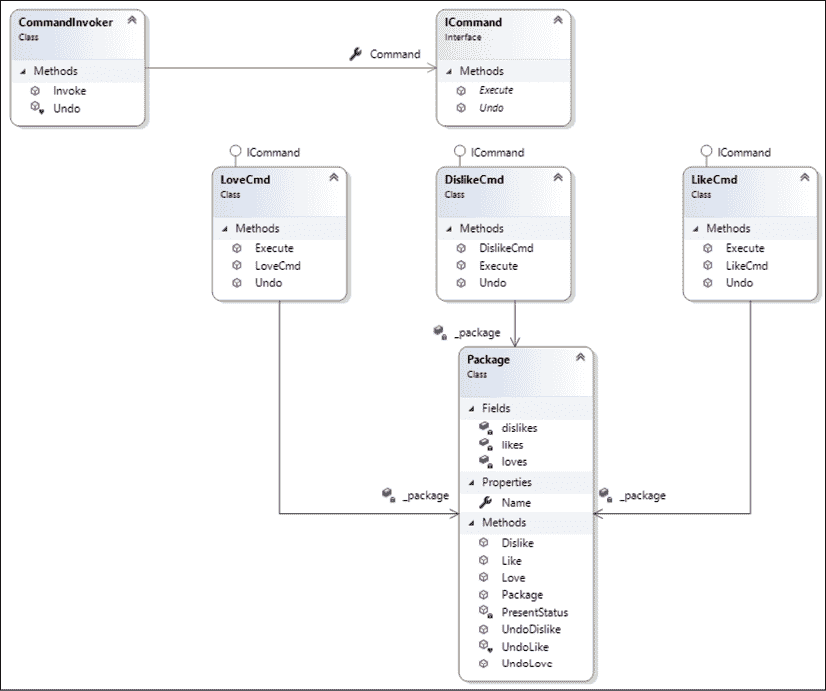 CommandInvoker
Class
Methods
Invoke
Undo
Command
ICommand
Interface
Methods
Execute
Undo
ICommand
LoveCmd
Class
Methods
Execute
LoveCmd
Undo
ICommand
DislikeCmd
Class
Methods
DislikeCmd
Execute
Undo
ICommand
LikeCmd
Class
Methods
Execute
LikeCmd
Undo
_package
Package
Class
Fields
dislikes
likes
loves
Properties
Name
Methods
Dislike
Like
Love
Package
PresentStatus
UndoDislike
UndoLike
UndoLove
_package
_package